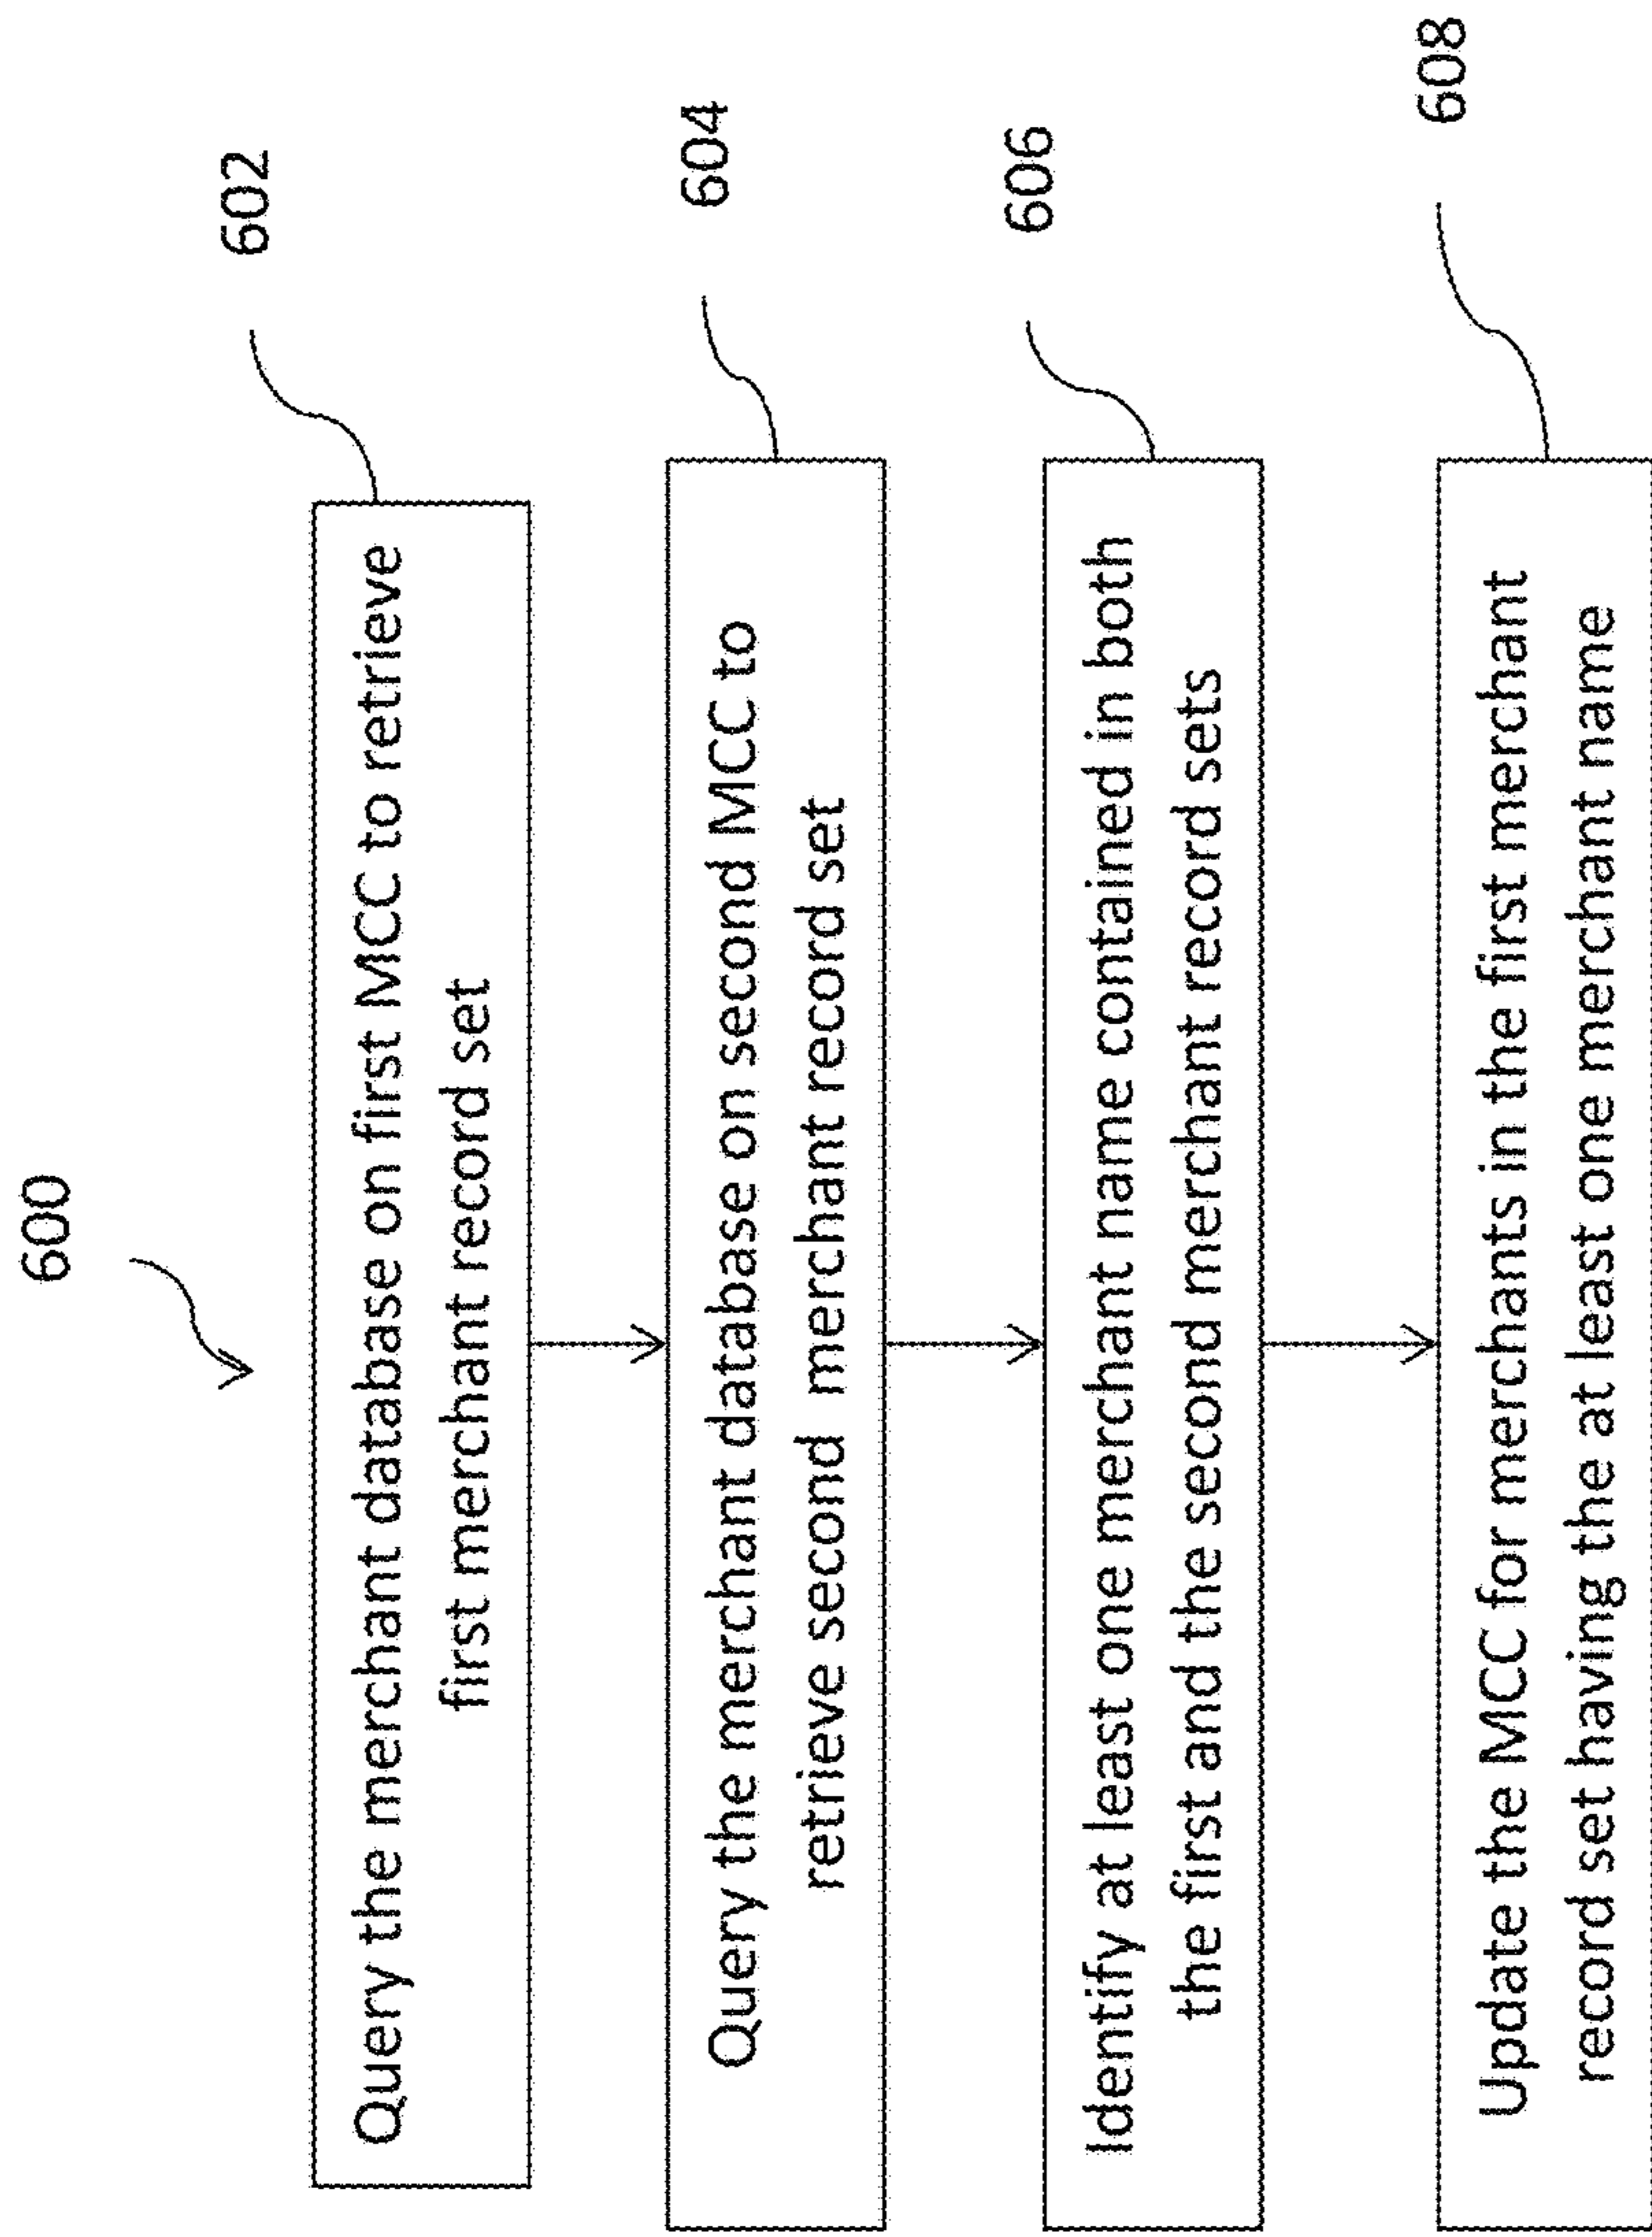 600
602
Query the merchant database on first MCC to retrieve
first merchant record set
604
Query the merchant database on second MCC to
retrieve second merchant record set
606
Identify at least one merchant name contained in both
the first and the second merchant record sets
608
Update the MCC for merchants in the first merchant
record set having the at least one merchant name